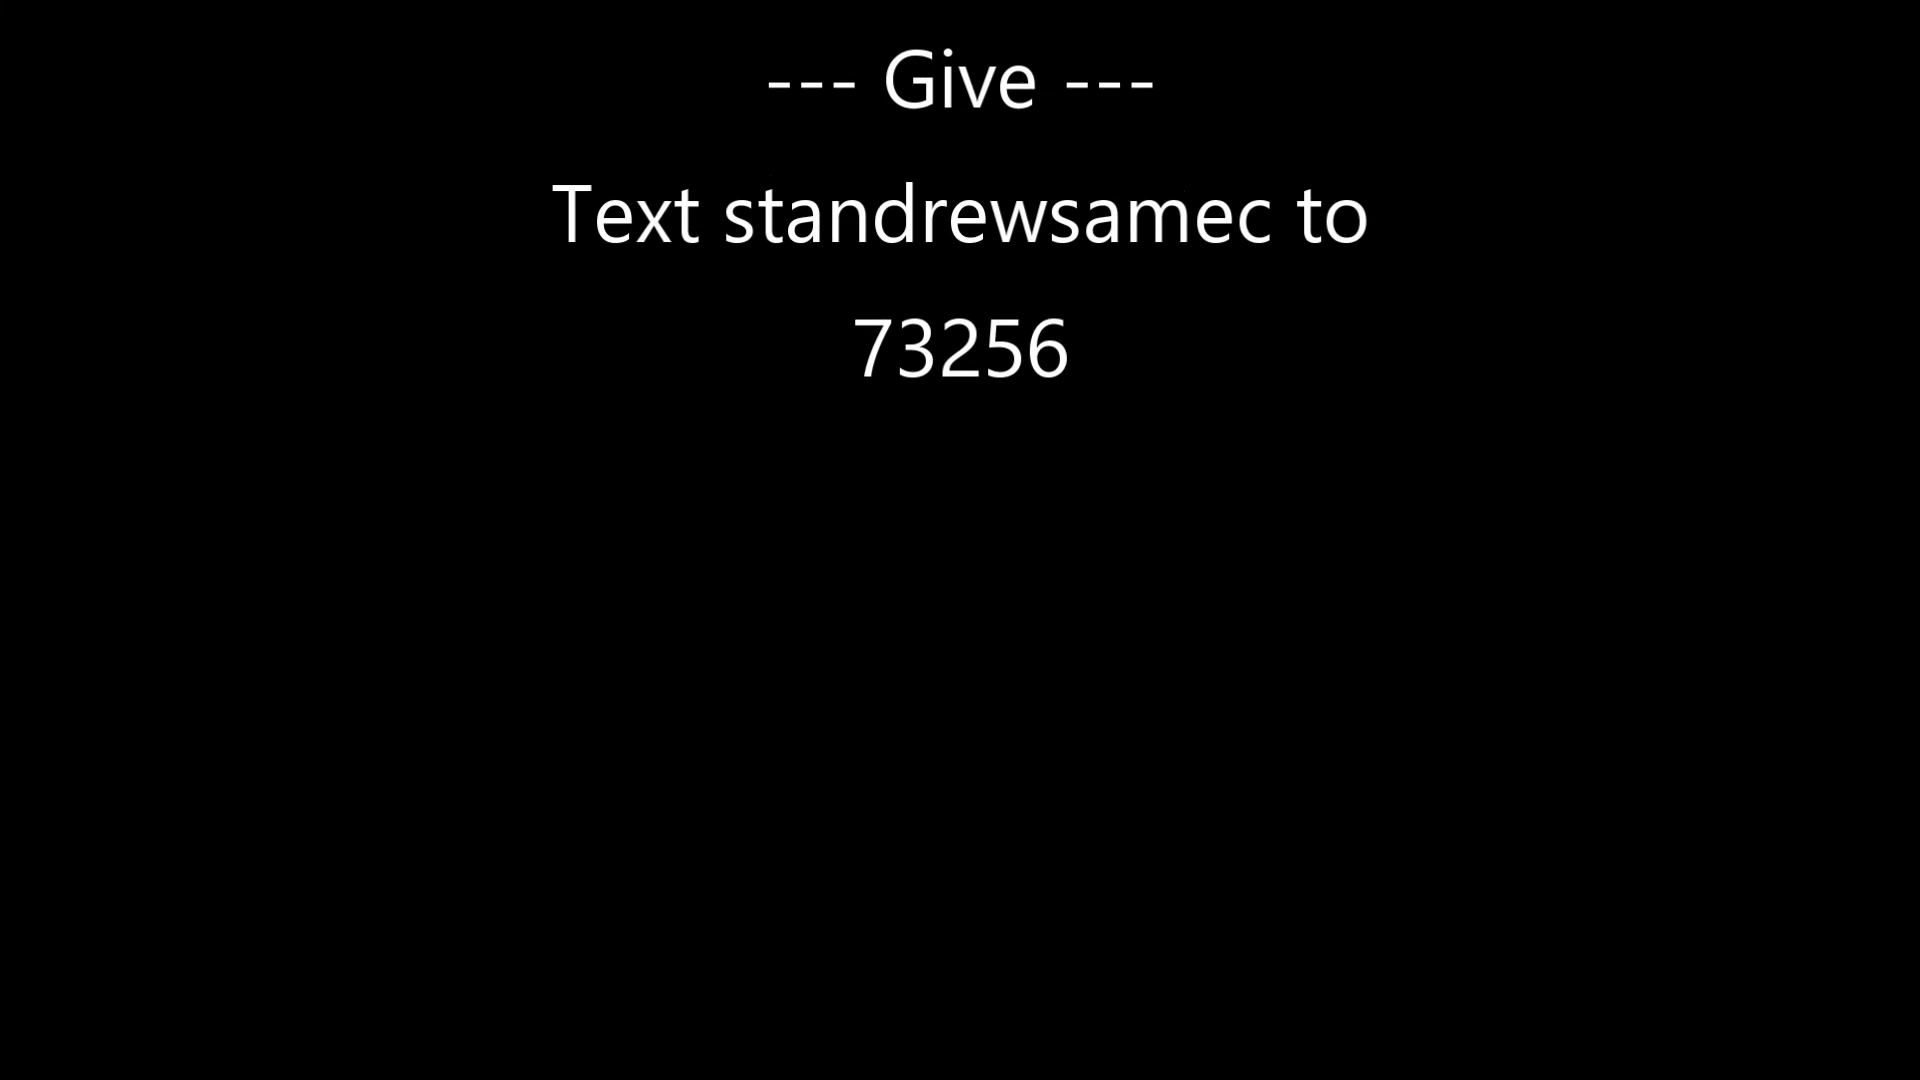 --- Give ---
Text standrewsamec to
73256